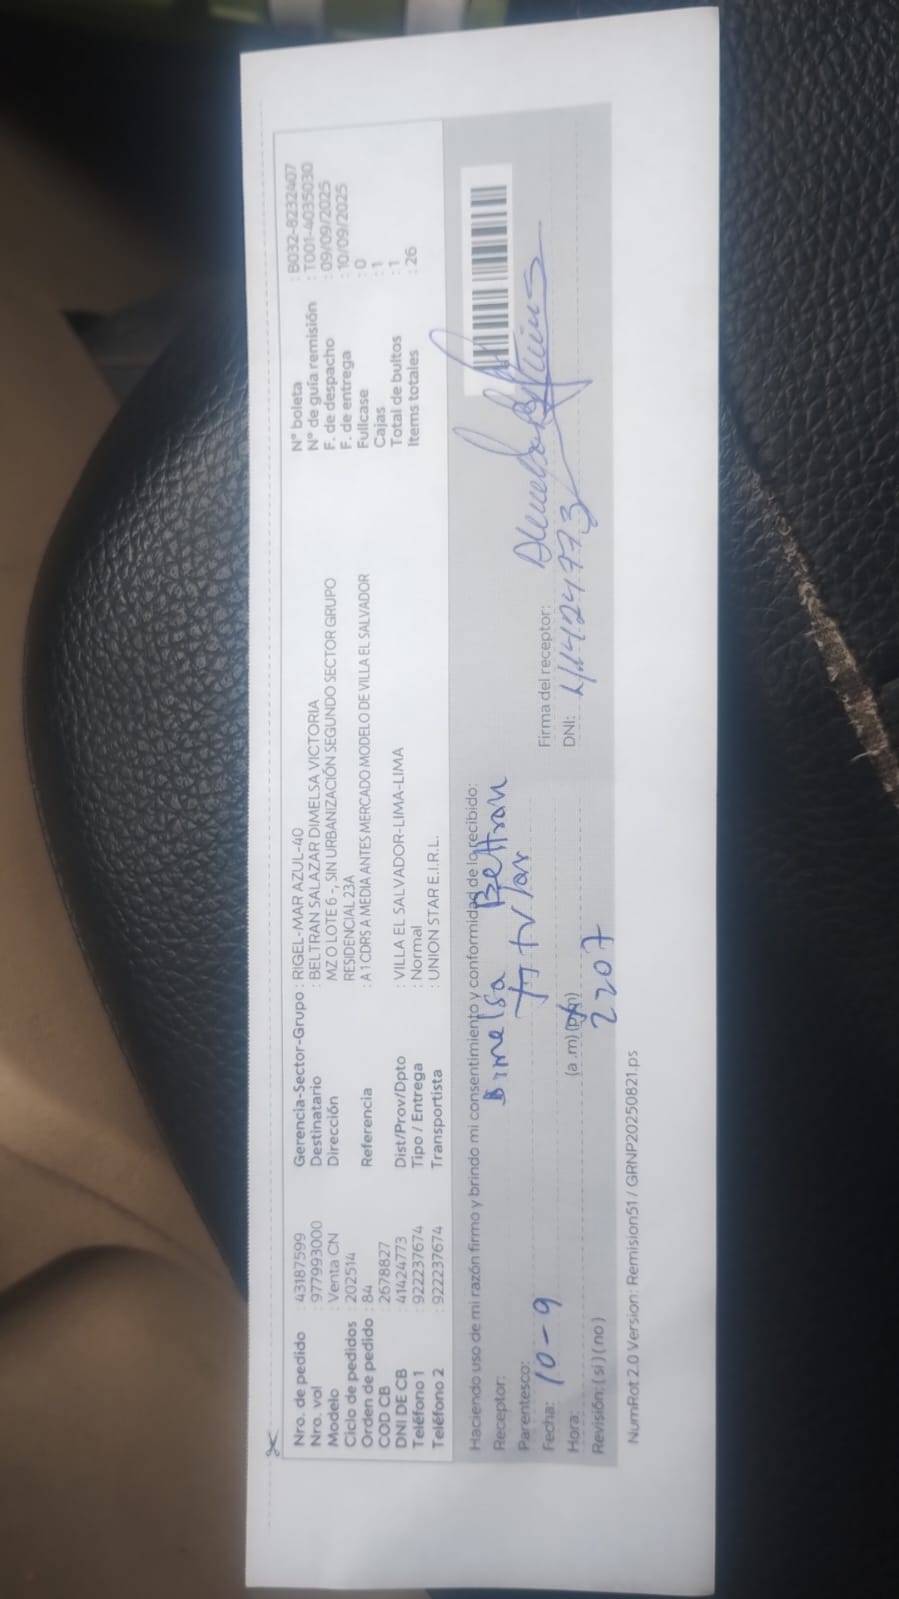 Nro. de pedido : 43187599
Nro. vol : 977993000
Modelo : Venta CN
Ciclo de pedidos : 202514
Orden de pedido : 84
COD CB : 2678827
DNI DE CB : 41424773
Teléfono 1 : 922237674
Teléfono 2 : 922237674
Gerencia-Sector-Grupo : RIGEL-MAR AZUL-40
Destinatario : BELTRAN SALAZAR DIMELSA VICTORIA
Dirección MZ O LOTE 6 -, SIN URBANIZACIÓN SEGUNDO SECTOR GRUPO
RESIDENCIAL 23A
Referencia : A 1 CDRS A MEDIA ANTES MERCADO MODELO DE VILLA EL SALVADOR
Dist/Prov/Dpto : VILLA EL SALVADOR-LIMA-LIMA
Tipo / Entrega : Normal
Transportista : UNION STAR E.I.R.L.
N° boleta : B032-8232407
N° de guía remisión : T001-4035030
F. de despacho : 09/09/2025
F. de entrega : 10/09/2025
Fullcase : 0
Cajas : 1
Total de bultos : 1
Items totales : 26
Haciendo uso de mi razón firmo y brindo mi consentimiento y conformidad de lo recibido:
Receptor: Dimelsa Beltran
Parentesco: Titular
Fecha: 10-9
Hora: (a .m) (p.m)
Revisión: ( si ) ( no ) 2207
Firma del receptor:
DNI: 41424773
NumRot 2.0 Version: Remision51 / GRNP20250821.ps